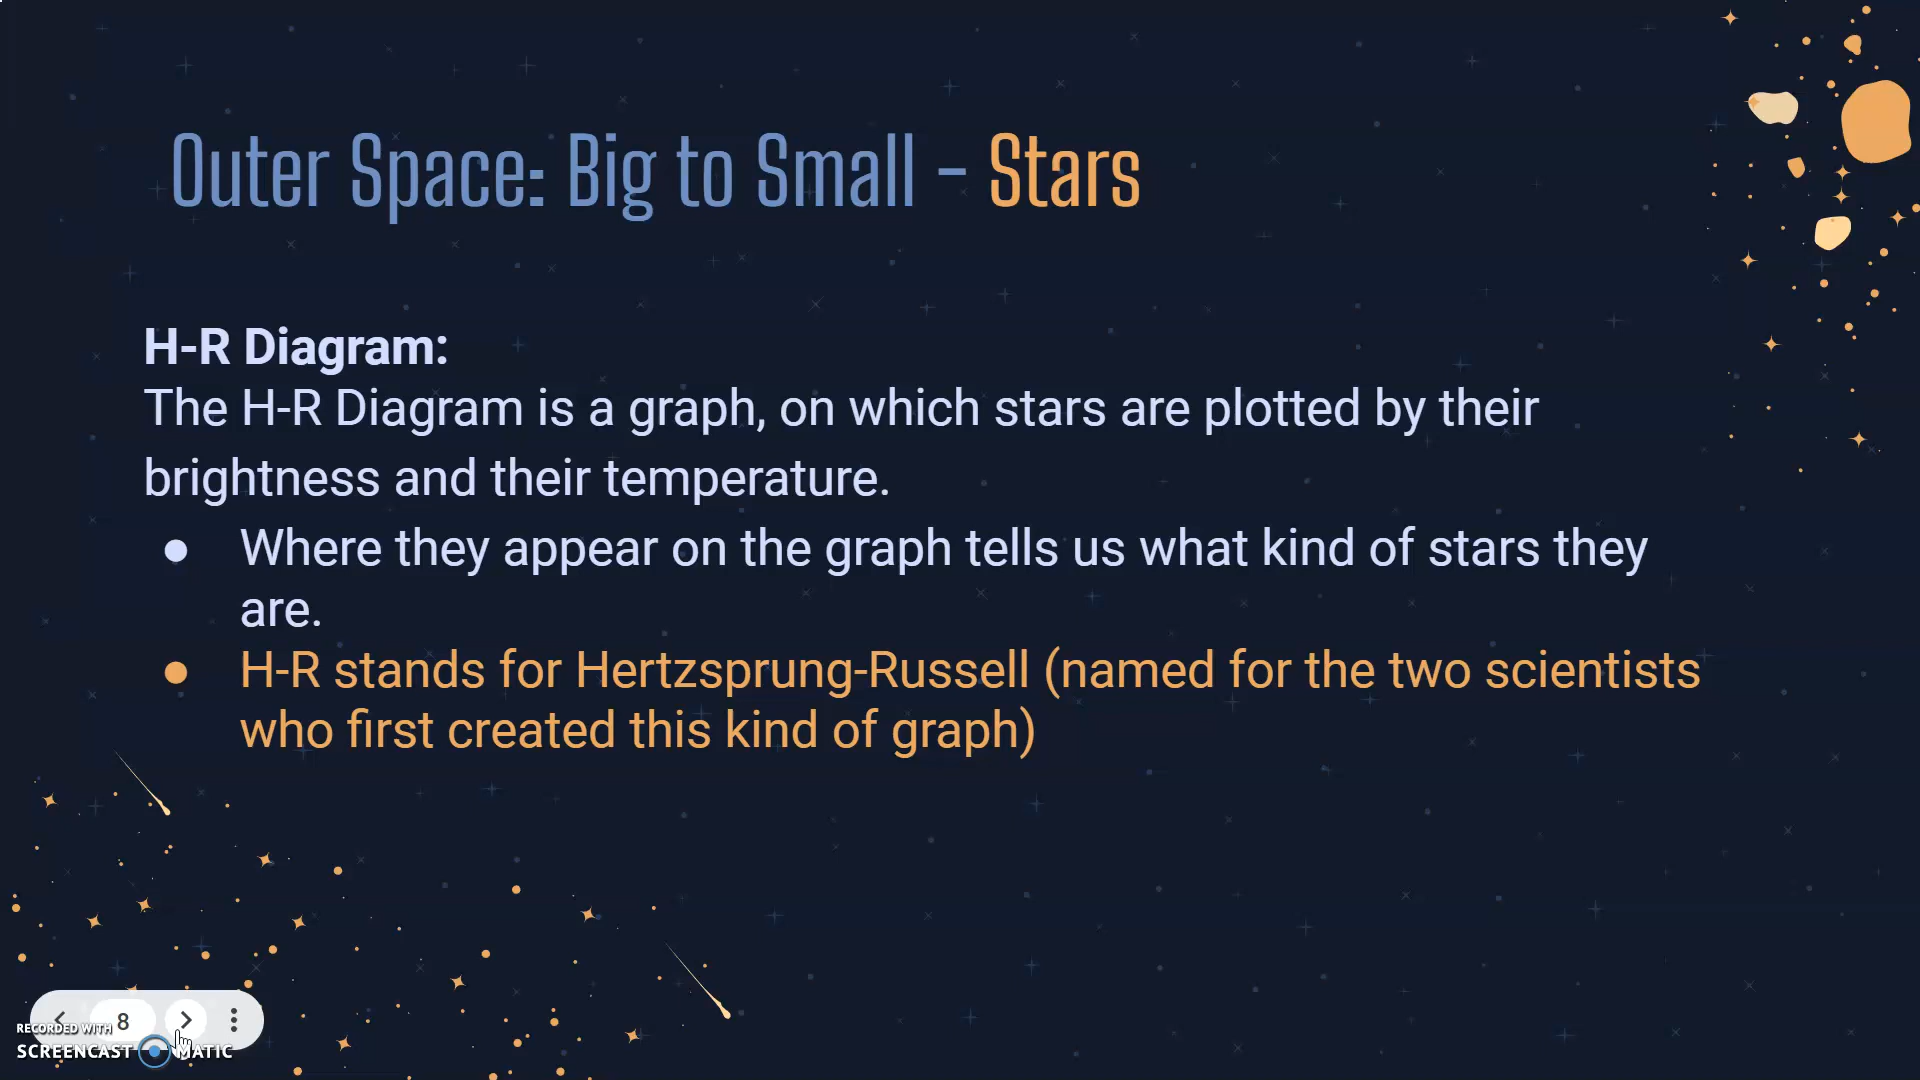 Outer Space: Big to Small – Stars
H-R Diagram:
The H-R Diagram is a graph, on which stars are plotted by their
brightness and their temperature.
● Where they appear on the graph tells us what kind of stars they
are.
● H-R stands for Hertzsprung-Russell (named for the two scientists
who first created this kind of graph)
8
RECORDED WITH
SCREENCAST MATIC